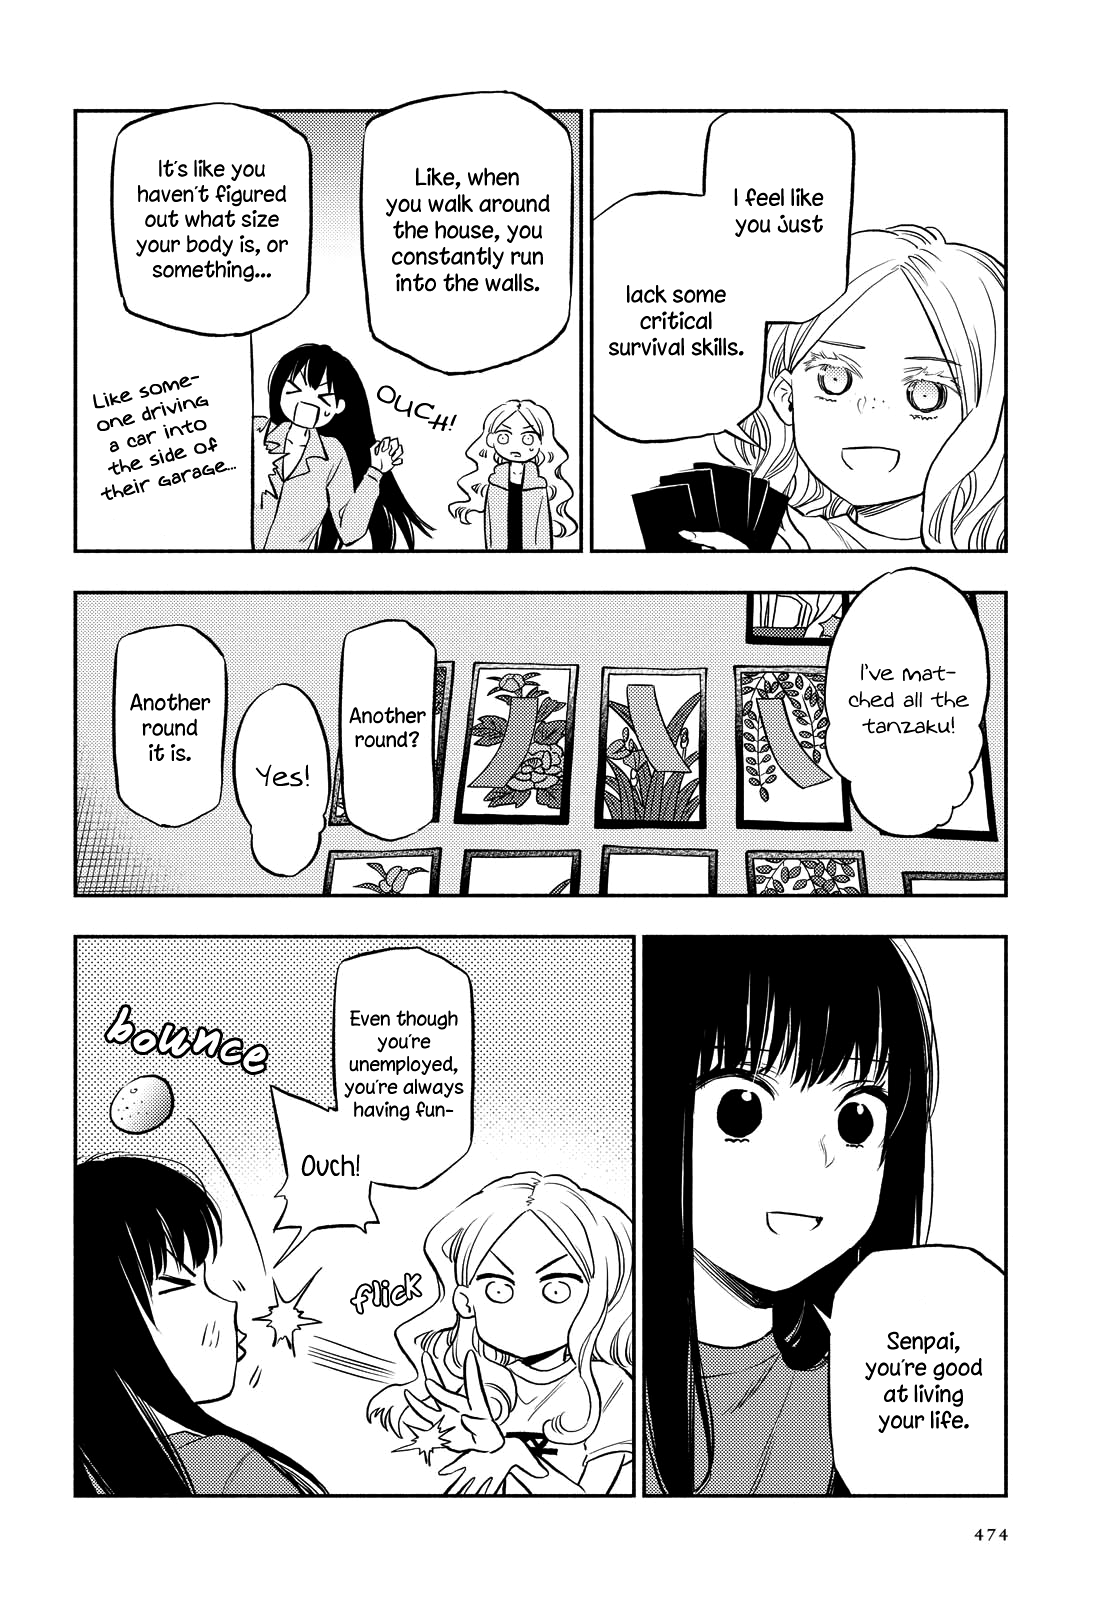 I feel like
you just
lack some
critical
survival skills.
Like, when
you walk around
the house, you
constantly run
into the walls.
It's like you
haven't figured
out what size
your body is, or
something...
OUCH!
Like some-
one driving
a car into
the side of
their garage...
I've mat-
ched all the
tanzaku!
Another
round?
Yes!
Another
round
it is.
Senpai,
you're good
at living
your life.
Even though
you're
unemployed,
you're always
having fun-
Ouch!
bounce
flick
474